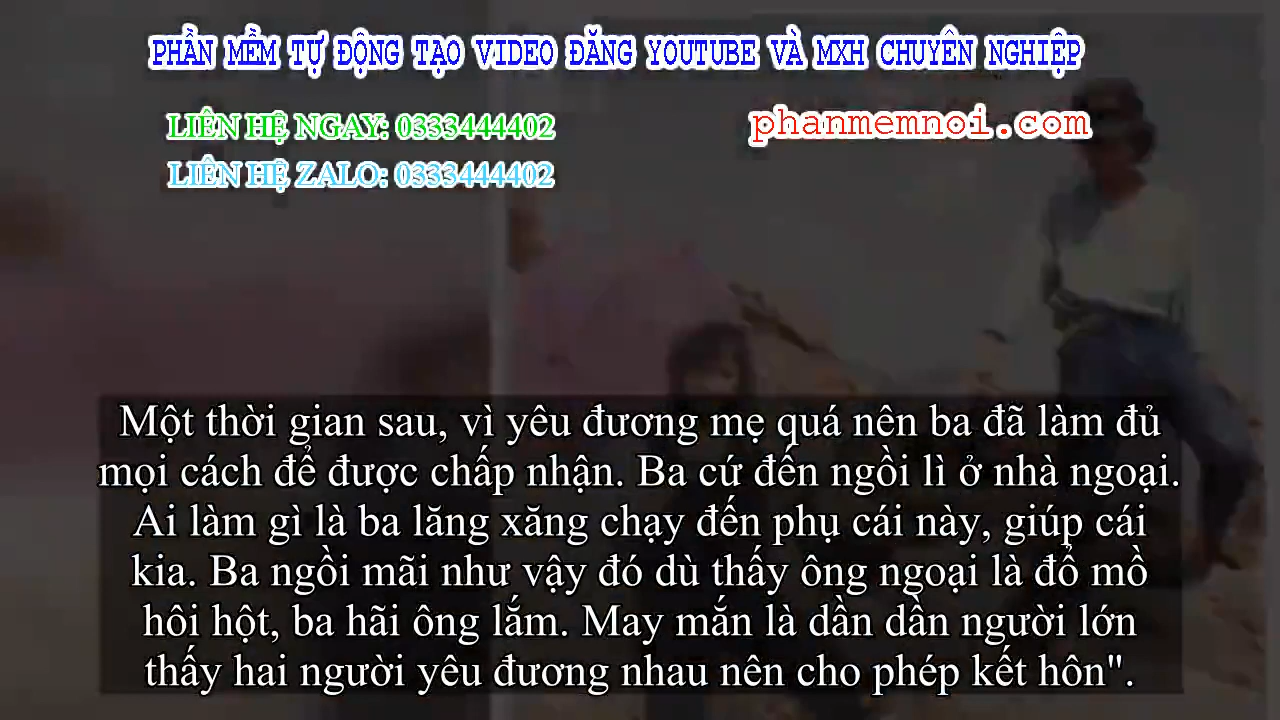 PHẦN MỀM TỰ ĐỘNG TẠO VIDEO ĐĂNG YOUTUBE VÀ MXH CHUYÊN NGHIỆP
LIÊN HỆ NGAY: 0333444402
phanmemnoi.com
LIÊN HỆ ZALO: 0333444402
Một thời gian sau, vì yêu đương mẹ quá nên ba đã làm đủ
mọi cách để được chấp nhận. Ba cứ đến ngồi lì ở nhà ngoại.
Ai làm gì là ba lăng xăng chạy đến phụ cái này, giúp cái
kia. Ba ngồi mãi như vậy đó dù thấy ông ngoại là đổ mồ
hôi hột, ba hãi ông lắm. May mắn là dần dần người lớn
thấy hai người yêu đương nhau nên cho phép kết hôn".